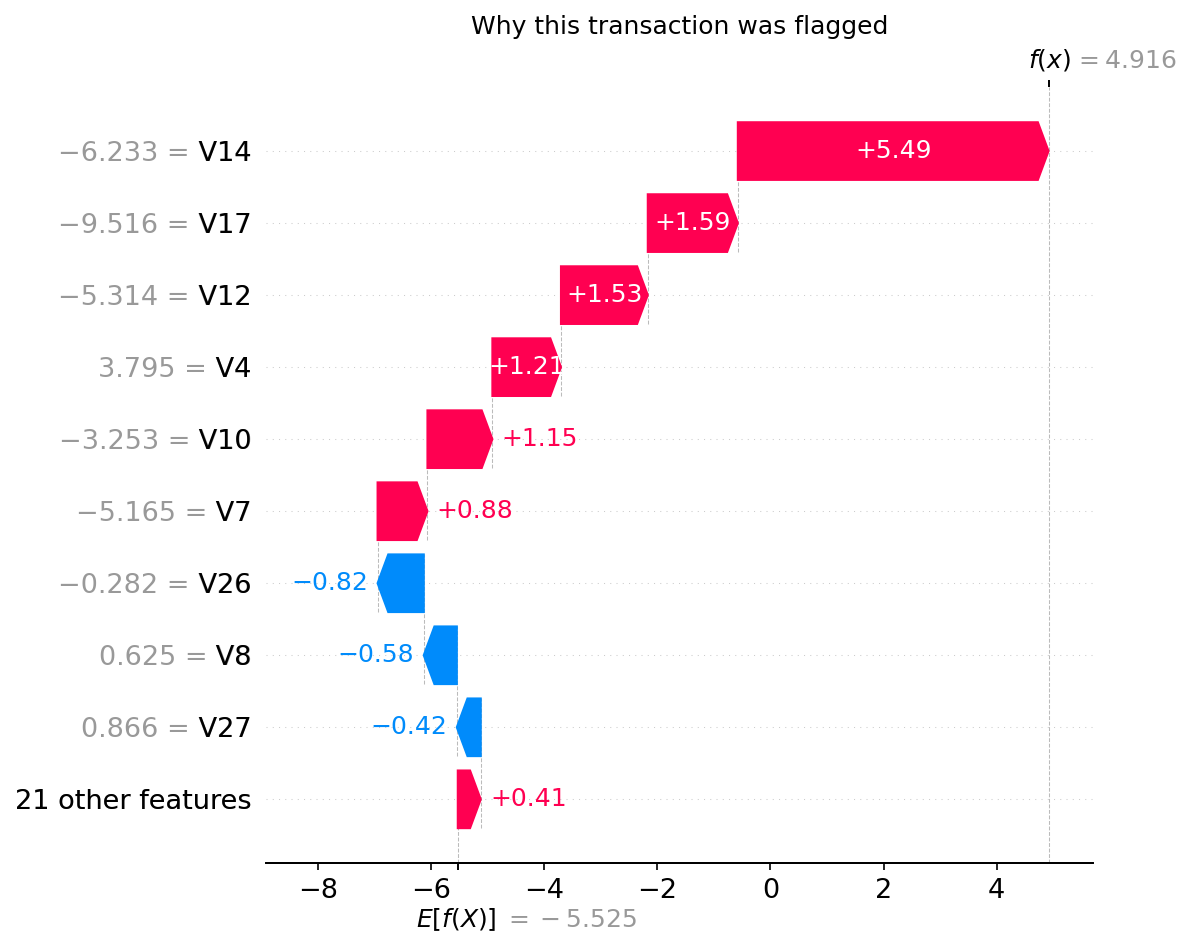 Why this transaction was flagged
f(x) = 4.916
−6.233 = V14 +5.49
−9.516 = V17 +1.59
−5.314 = V12 +1.53
3.795 = V4 +1.21
−3.253 = V10 +1.15
−5.165 = V7 +0.88
−0.282 = V26 −0.82
0.625 = V8 −0.58
0.866 = V27 −0.42
21 other features +0.41
−8 −6 −4 −2 0 2 4
E[f(X)] = −5.525